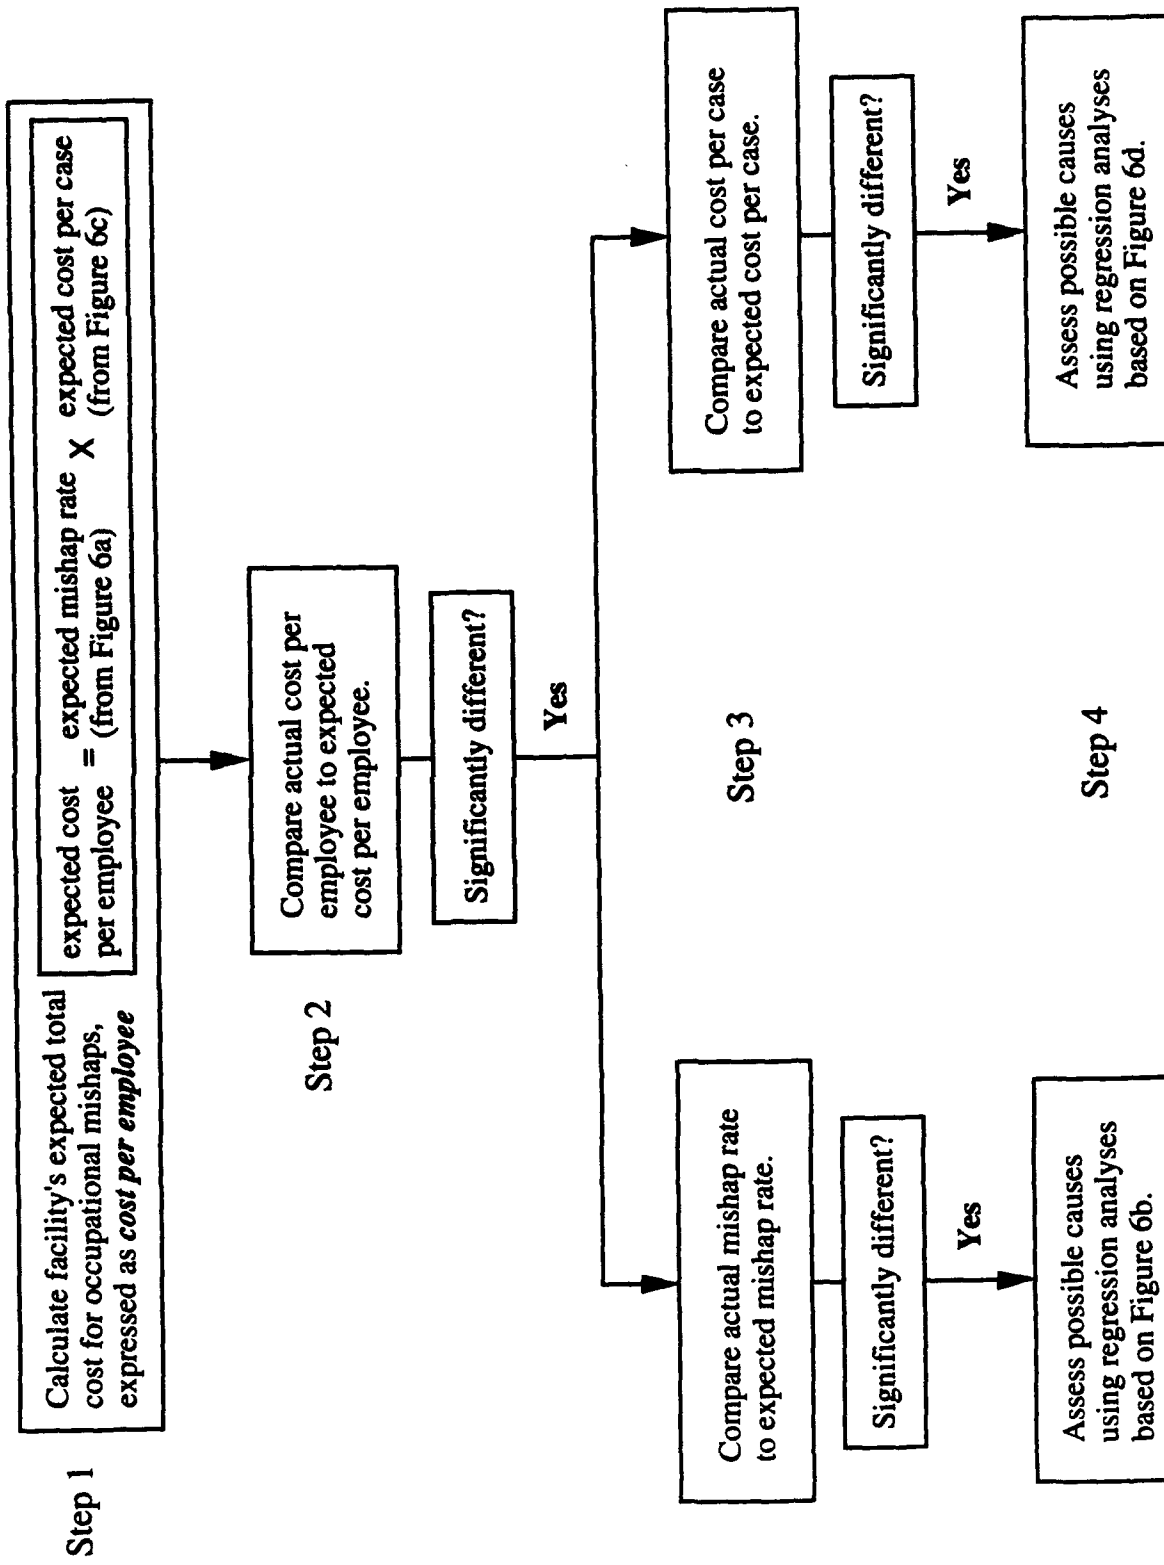 Step 1
Calculate facility's expected total
cost for occupational mishaps,
expressed as cost per employee
expected cost
per employee
=
expected mishap rate
(from Figure 6a)
X
expected cost per case
(from Figure 6c)
Step 2
Compare actual cost per
employee to expected
cost per employee.
Significantly different?
Yes
Step 3
Compare actual mishap rate
to expected mishap rate.
Significantly different?
Yes
Compare actual cost per case
to expected cost per case.
Significantly different?
Yes
Step 4
Assess possible causes
using regression analyses
based on Figure 6b.
Assess possible causes
using regression analyses
based on Figure 6d.